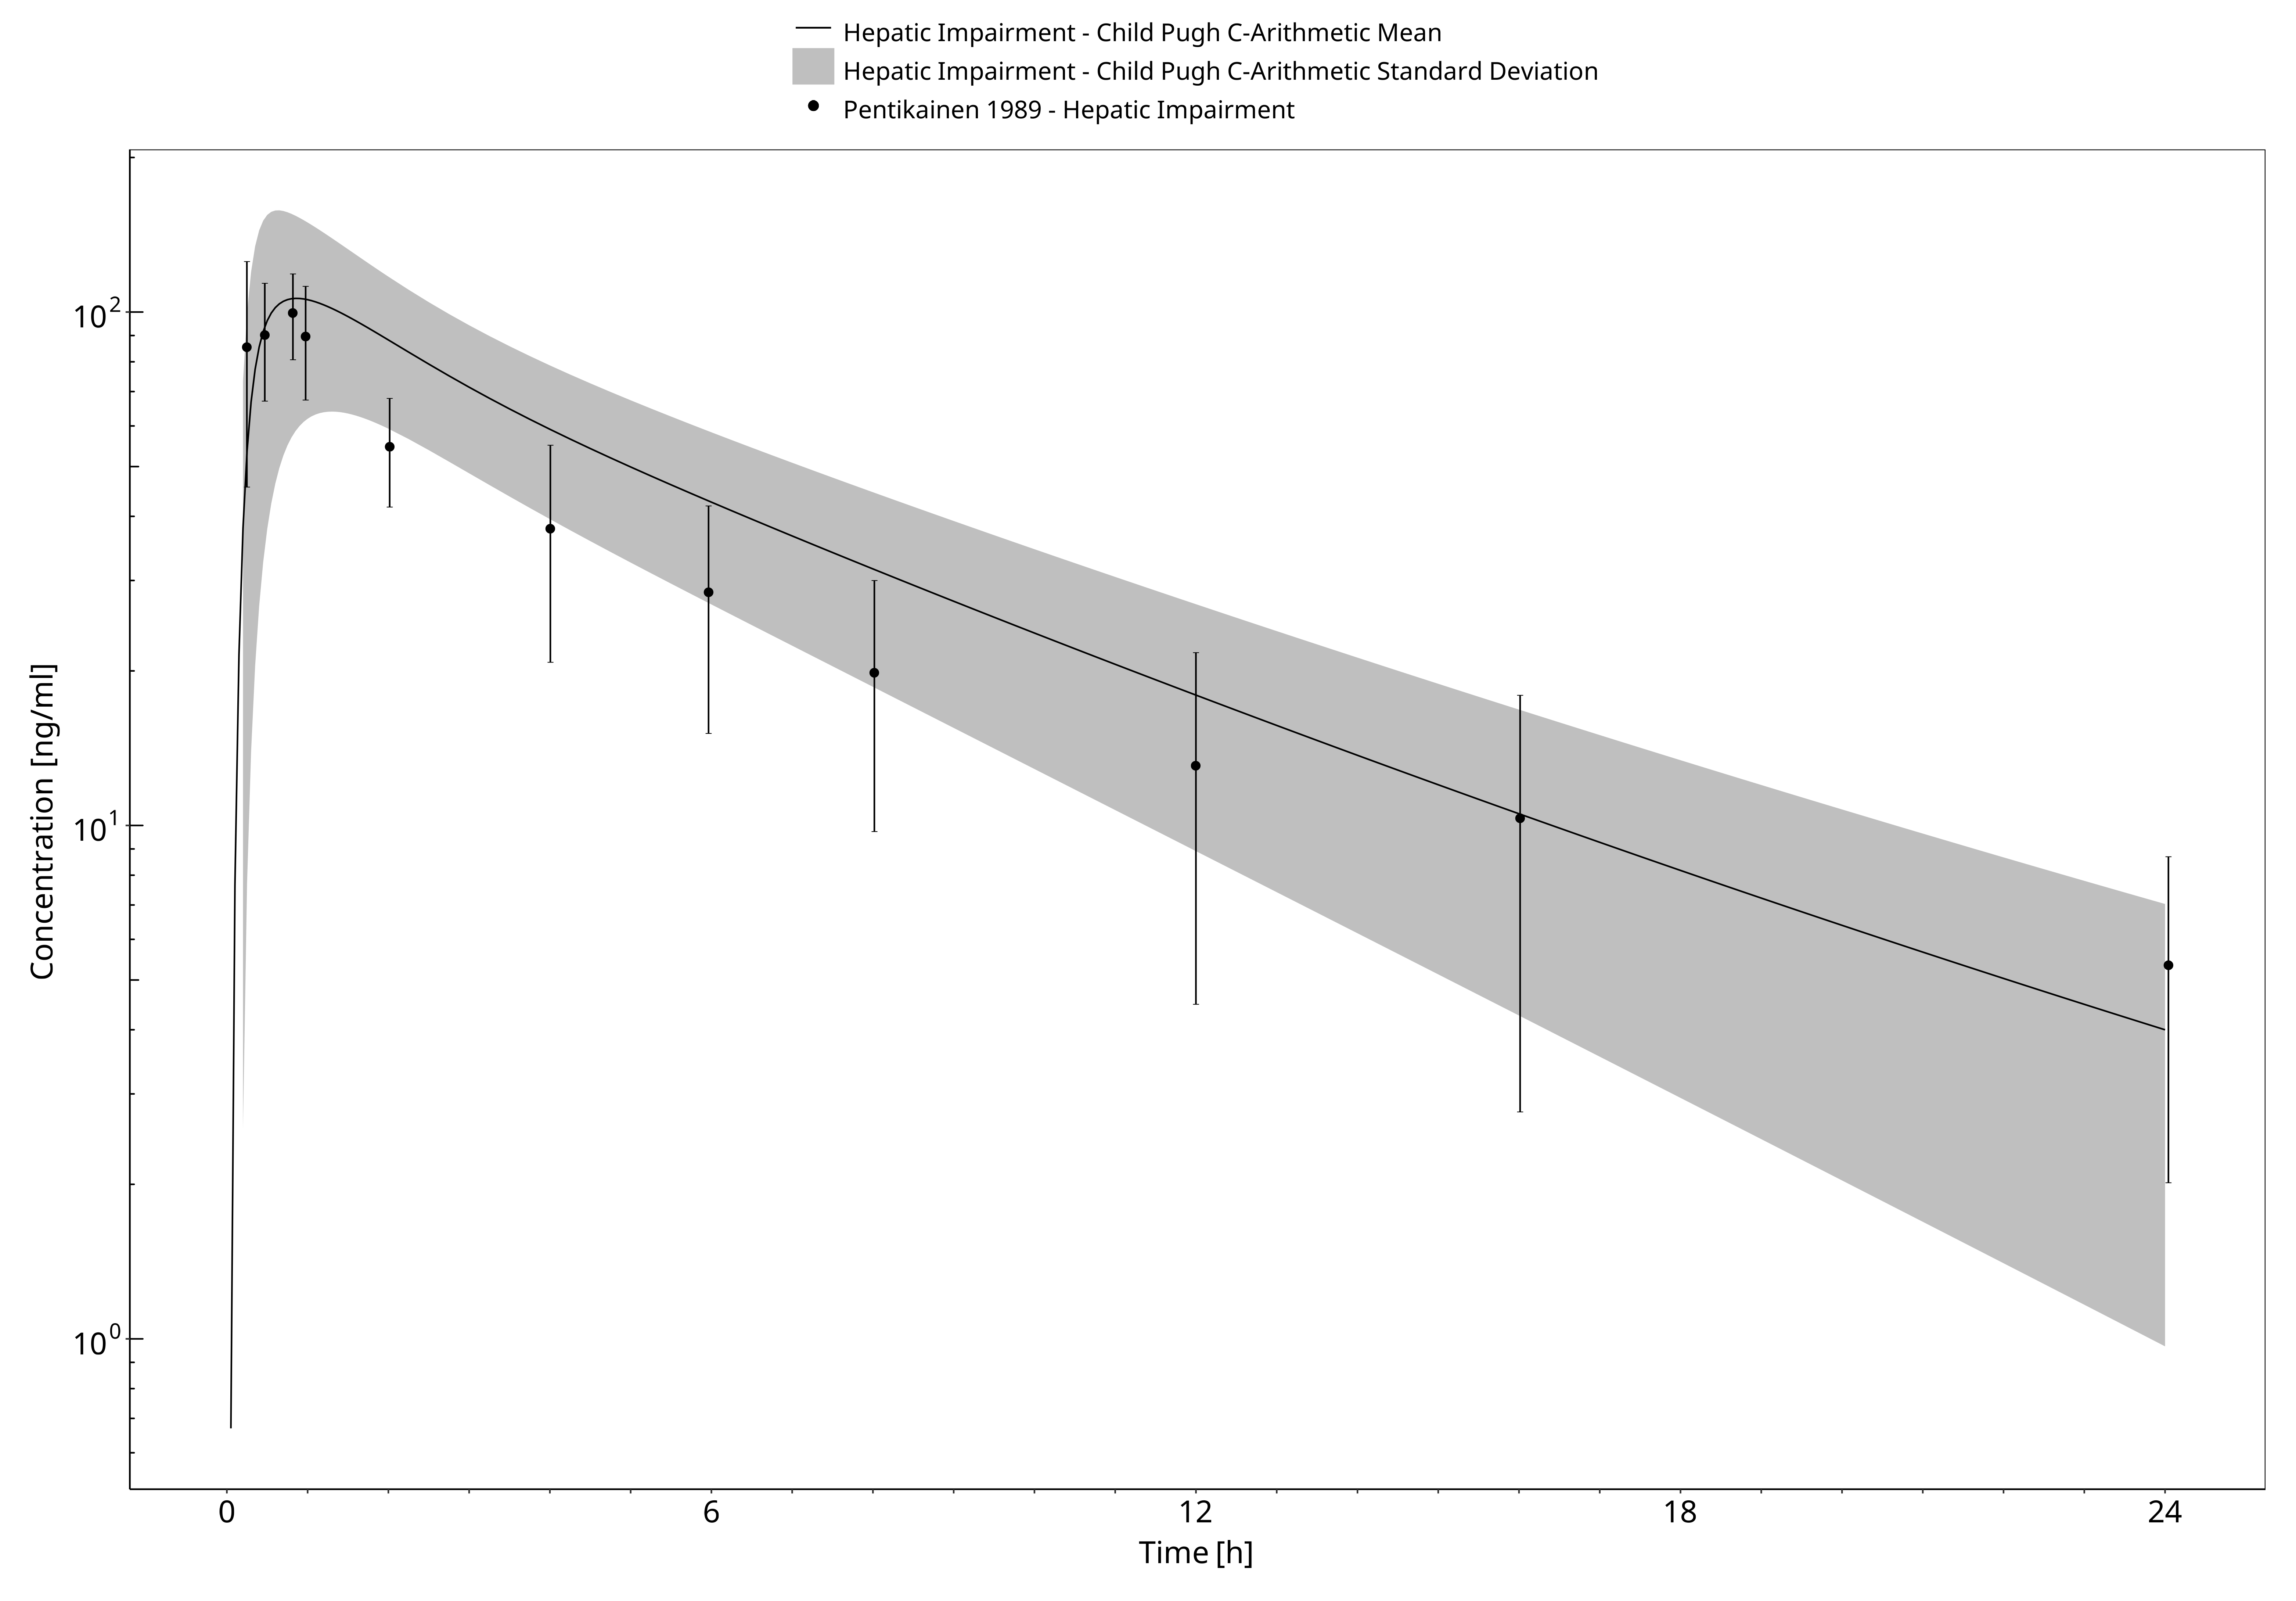 Hepatic Impairment - Child Pugh C-Arithmetic Mean
Hepatic Impairment - Child Pugh C-Arithmetic Standard Deviation
Pentikainen 1989 - Hepatic Impairment
10²
10¹
10⁰
Concentration [ng/ml]
0 6 12 18 24
Time [h]